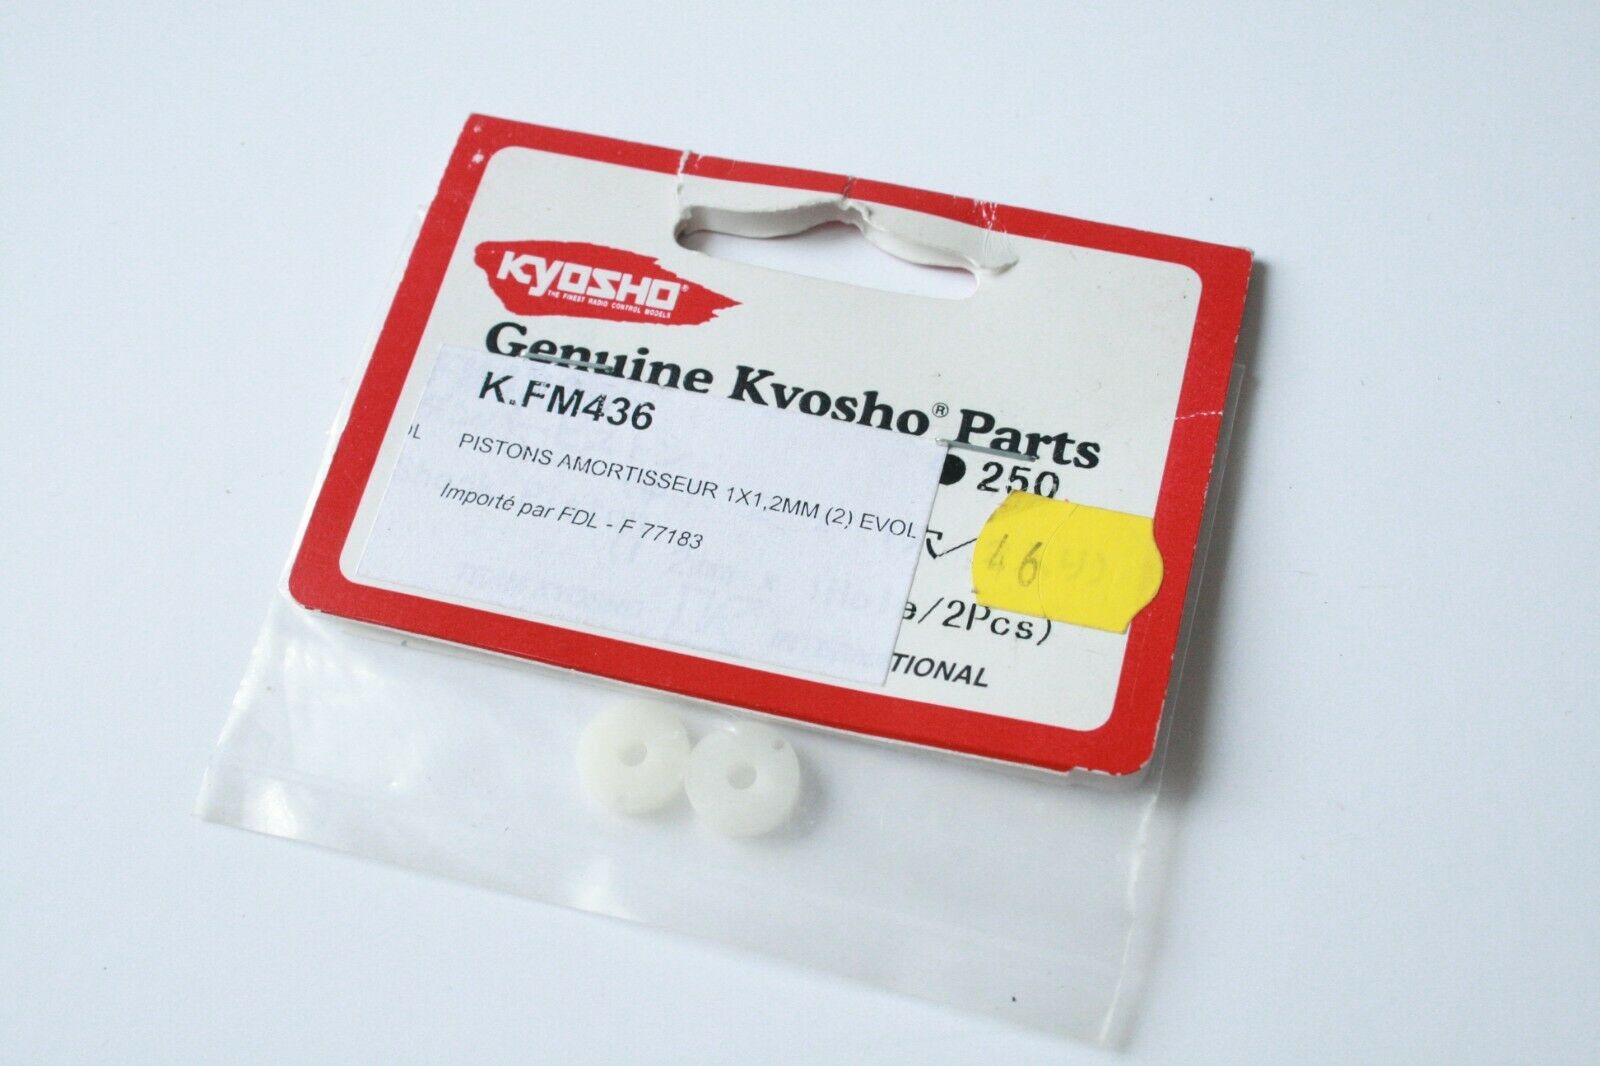 KYOSHO®
THE FINEST RADIO CONTROL MODELS
Genuine Kyosho® Parts
K.FM436
250
OL PISTONS AMORTISSEUR 1X1,2MM (2) EVOL
Importé par FDL - F 77183
46
e/2Pcs)
TIONAL